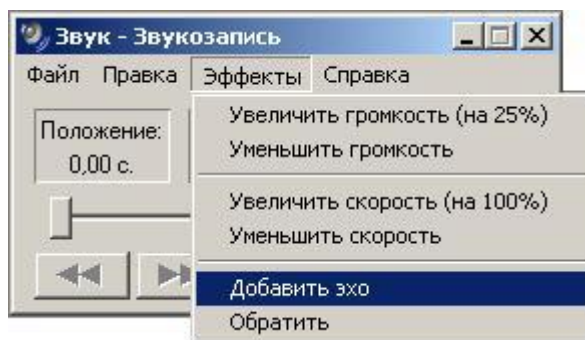 Звук - Звукозапись
Файл Правка Эффекты Справка
Положение:
0,00 с.
Увеличить громкость (на 25%)
Уменьшить громкость
Увеличить скорость (на 100%)
Уменьшить скорость
Добавить эхо
Обратить